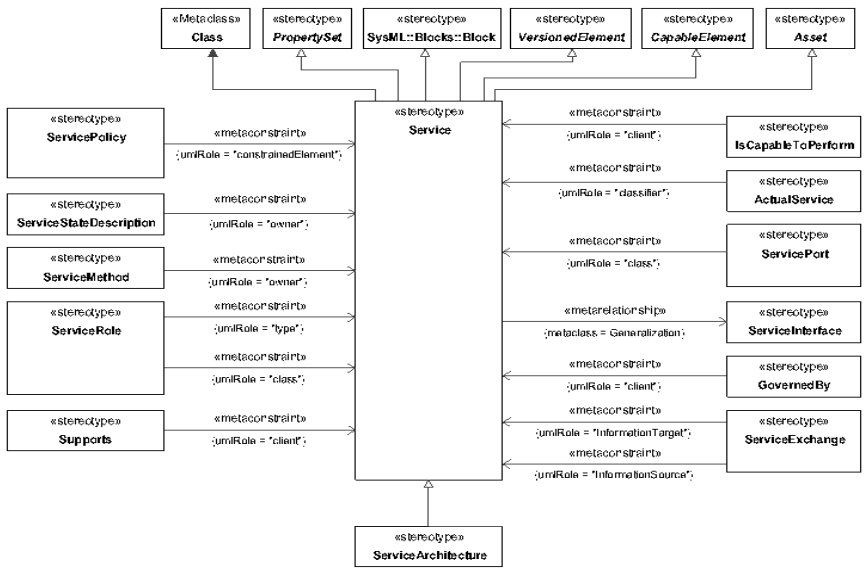 «Metaclass»
Class
«stereotype»
PropertySet
«stereotype»
SysML::Blocks::Block
«stereotype»
VersionedElement
«stereotype»
CapableElement
«stereotype»
Asset
«stereotype»
Service
«stereotype»
ServicePolicy
«metaconstraint»
{umlRole = "constrainedElement"}
«stereotype»
ServiceStateDescription
«metaconstraint»
{umlRole = "owner"}
«stereotype»
ServiceMethod
«metaconstraint»
{umlRole = "owner"}
«stereotype»
ServiceRole
«metaconstraint»
{umlRole = "type"}
«metaconstraint»
{umlRole = "class"}
«stereotype»
Supports
«metaconstraint»
{umlRole = "client"}
«metaconstraint»
{umlRole = "client"}
«stereotype»
IsCapableToPerform
«metaconstraint»
{umlRole = "classifier"}
«stereotype»
ActualService
«metaconstraint»
{umlRole = "class"}
«stereotype»
ServicePort
«metarelationship»
{metaclass = Generalization}
«stereotype»
ServiceInterface
«metaconstraint»
{umlRole = "client"}
«stereotype»
GovernedBy
«metaconstraint»
{umlRole = "InformationTarget"}
«stereotype»
ServiceExchange
«metaconstraint»
{umlRole = "InformationSource"}
«stereotype»
ServiceArchitecture